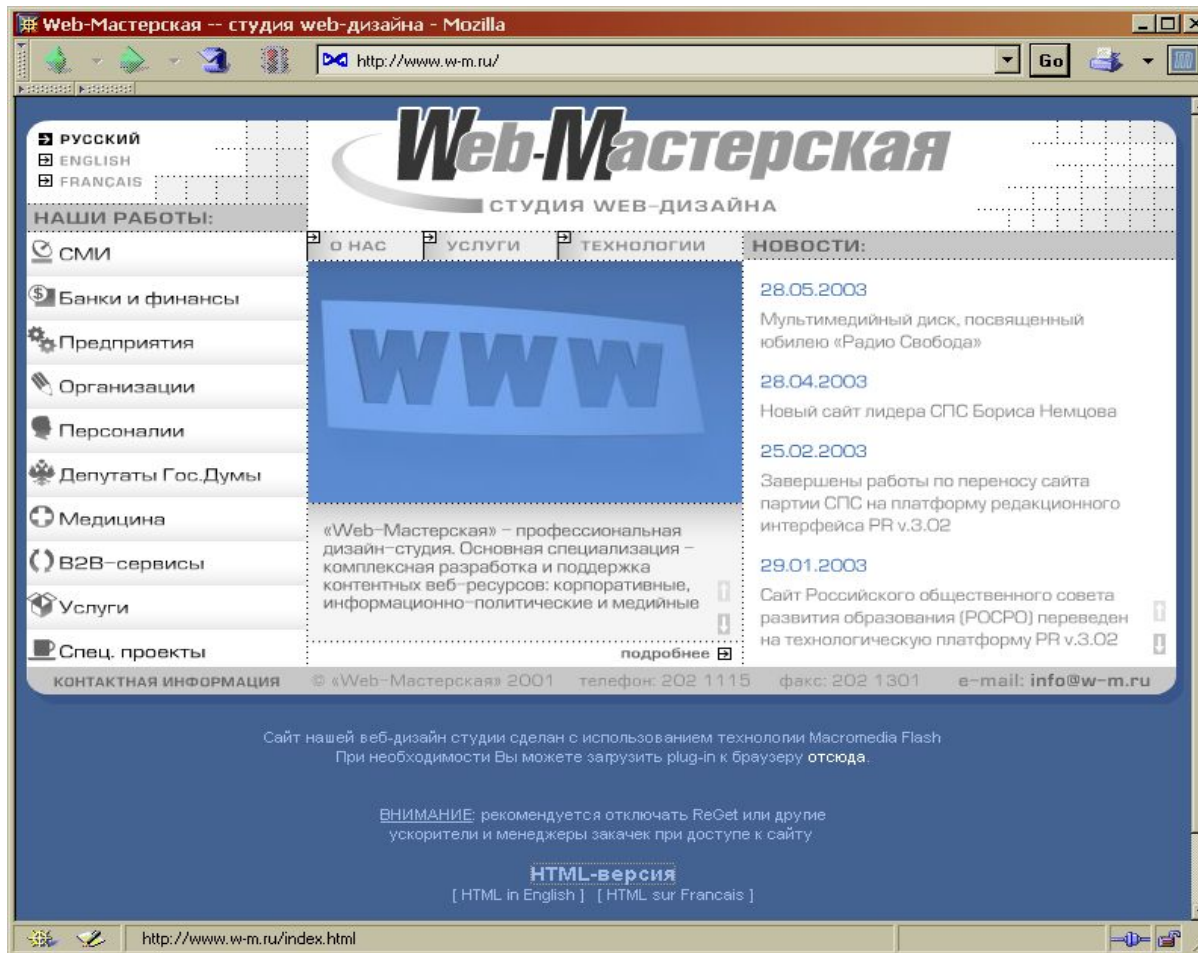 Web-Мастерская -- студия web-дизайна - Mozilla
http://www.w-m.ru/
Go
РУССКИЙ
ENGLISH
FRANCAIS
Web-Мастерская
СТУДИЯ WEB-ДИЗАЙНА
НАШИ РАБОТЫ:
СМИ
Банки и финансы
Предприятия
Организации
Персоналии
Депутаты Гос.Думы
Медицина
B2B-сервисы
Услуги
Спец. проекты
О НАС
УСЛУГИ
ТЕХНОЛОГИИ
WWW
«Web-Мастерская» - профессиональная
дизайн-студия. Основная специализация -
комплексная разработка и поддержка
контентных веб-ресурсов: корпоративные,
информационно-политические и медийные
подробнее
НОВОСТИ:
28.05.2003
Мультимедийный диск, посвященный
юбилею «Радио Свобода»
28.04.2003
Новый сайт лидера СПС Бориса Немцова
25.02.2003
Завершены работы по переносу сайта
партии СПС на платформу редакционного
интерфейса PR v.3.02
29.01.2003
Сайт Российского общественного совета
развития образования (РОСРО) переведен
на технологическую платформу PR v.3.02
КОНТАКТНАЯ ИНФОРМАЦИЯ © «Web-Мастерская» 2001 телефон: 202 1115 факс: 202 1301 e-mail: info@w-m.ru
Сайт нашей веб-дизайн студии сделан с использованием технологии Macromedia Flash
При необходимости Вы можете загрузить plug-in к браузеру отсюда.
ВНИМАНИЕ: рекомендуется отключать ReGet или другие
ускорители и менеджеры закачек при доступе к сайту
HTML-версия
[ HTML in English ] [ HTML sur Francais ]
http://www.w-m.ru/index.html